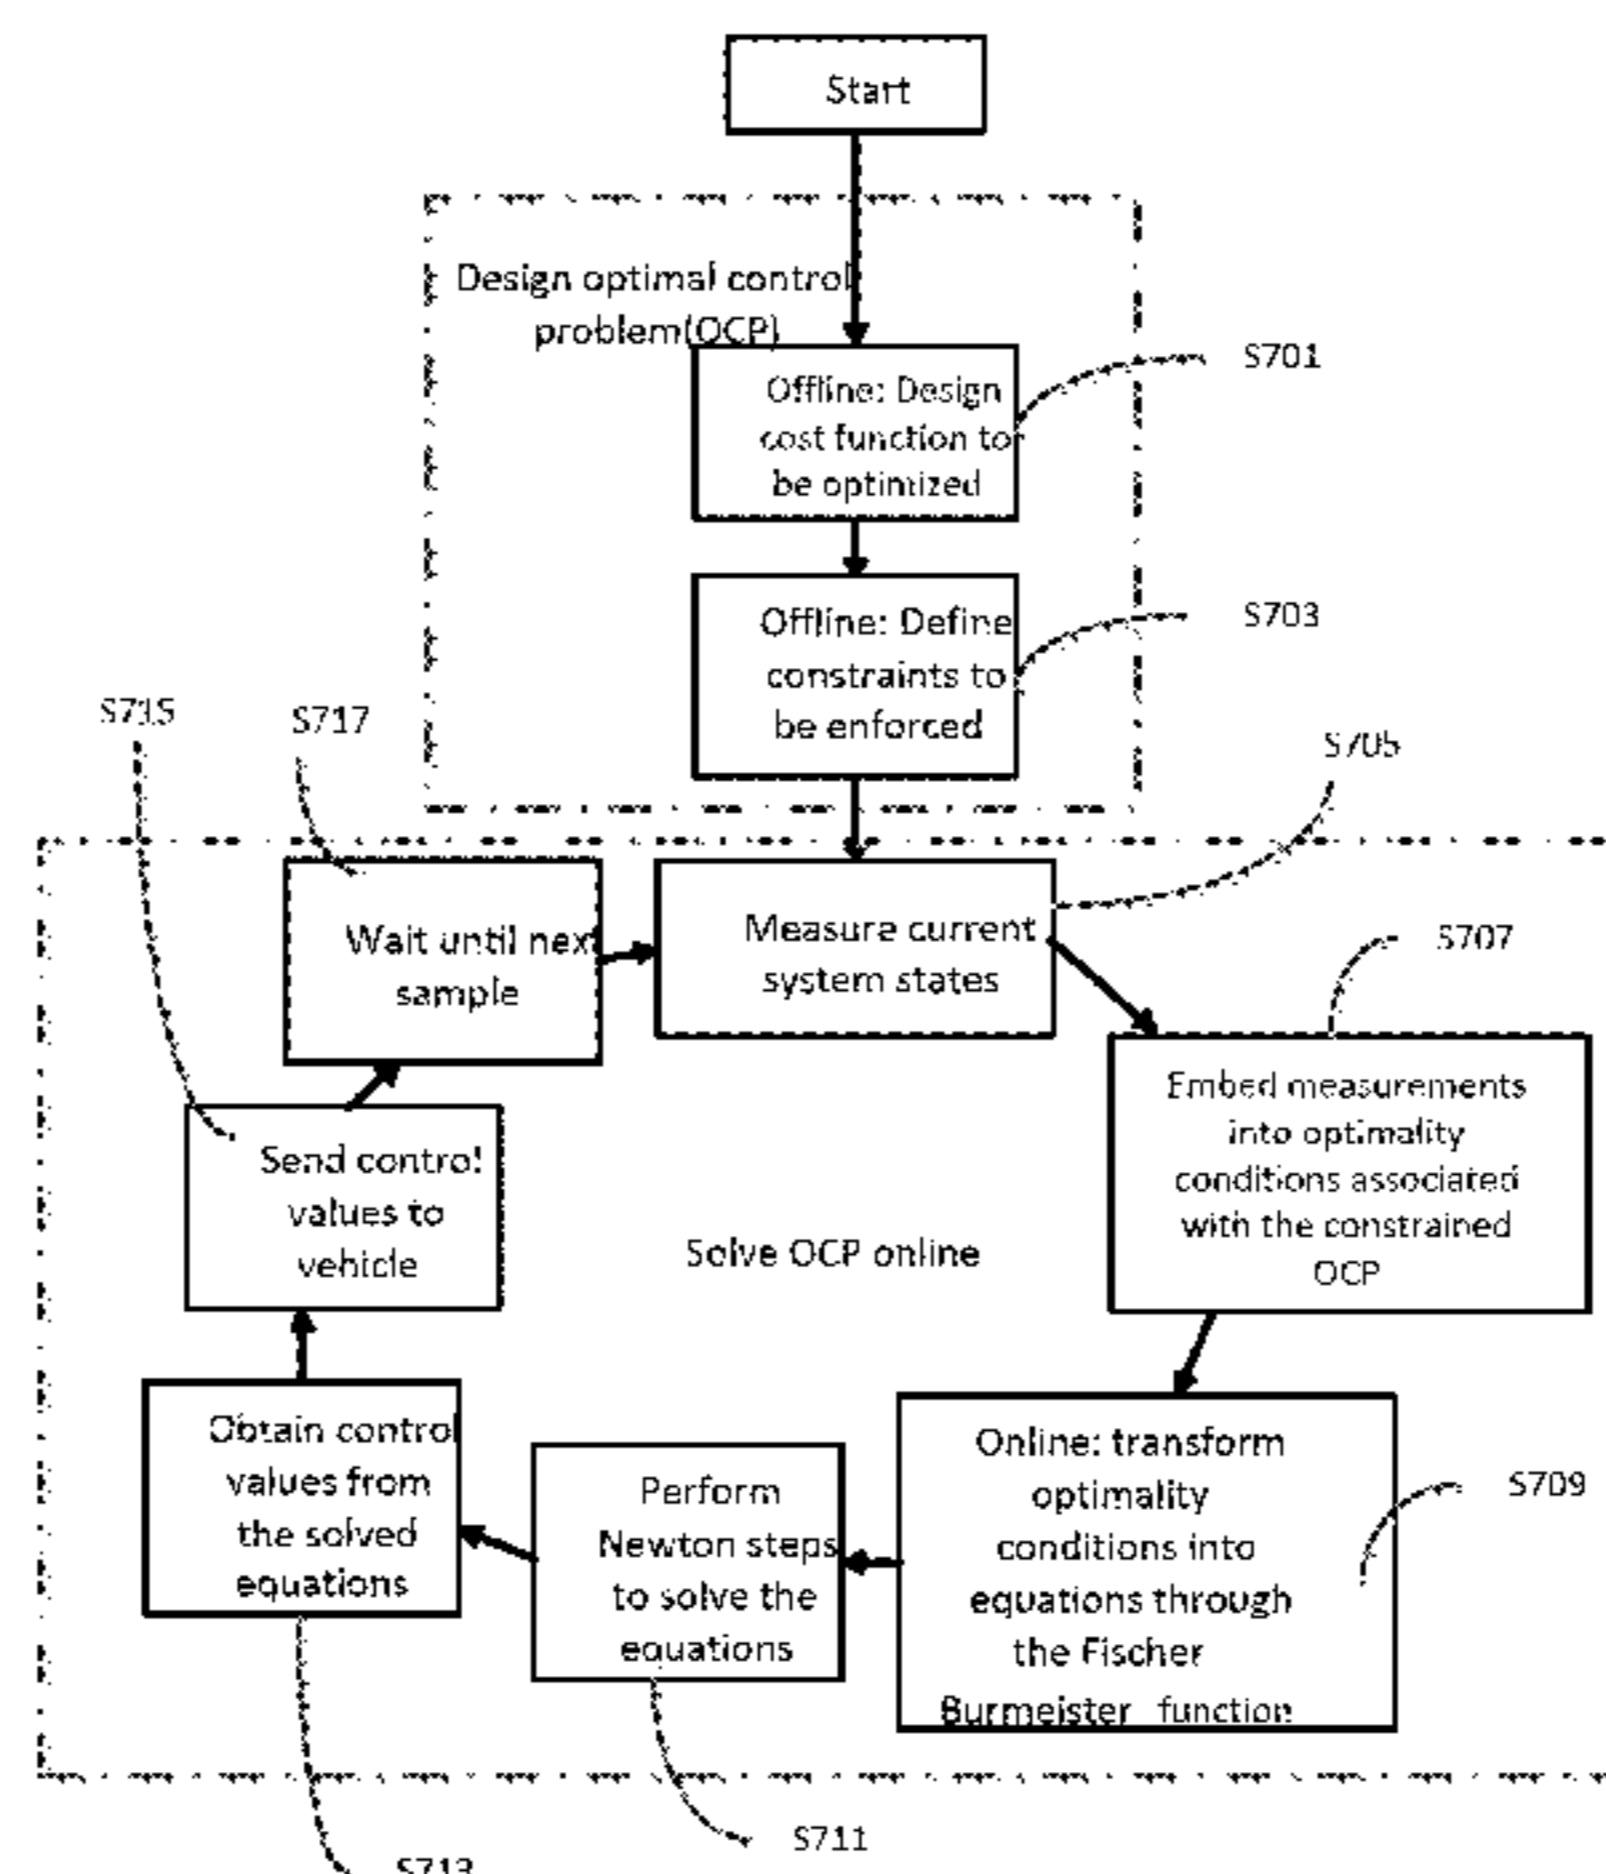 Start
Design optimal control
problem(OCP)
Offline: Design
cost function to
be optimized
S701
Offline: Define
constraints to
be enforced
S703
S715
S717
S705
Wait until next
sample
Measure current
system states
S707
Embed measurements
into optimality
conditions associated
with the constrained
OCP
Send control
values to
vehicle
Solve OCP online
Obtain control
values from
the solved
equations
Perform
Newton steps
to solve the
equations
Online: transform
optimality
conditions into
equations through
the Fischer
Burmeister function
S709
S711
S713